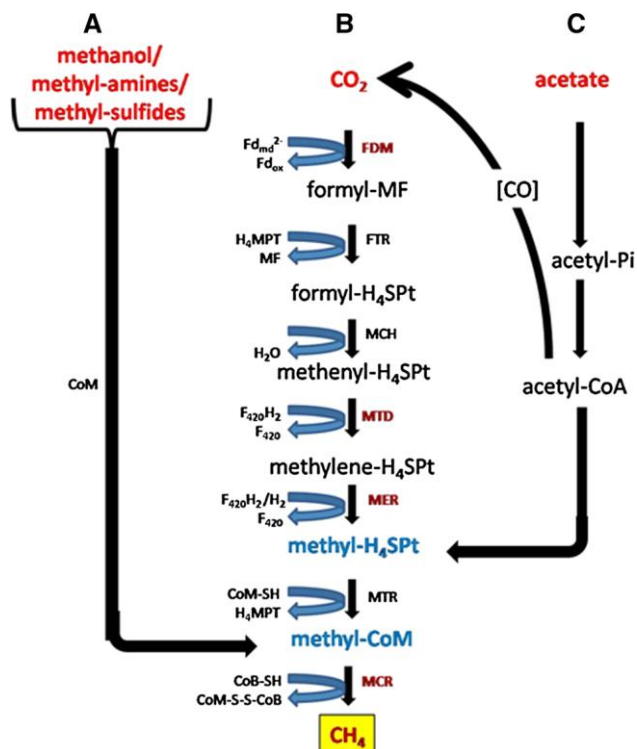 A
B
C
methanol/
methyl-amines/
methyl-sulfides
CO₂
acetate
Fdmd²⁻
Fdox
FDM
formyl-MF
[CO]
H₄MPT
MF
FTR
acetyl-Pi
formyl-H₄SPt
H₂O
MCH
methenyl-H₄SPt
CoM
acetyl-CoA
F₄₂₀H₂
F₄₂₀
MTD
methylene-H₄SPt
F₄₂₀H₂/H₂
F₄₂₀
MER
methyl-H₄SPt
CoM-SH
H₄MPT
MTR
methyl-CoM
CoB-SH
CoM-S-S-CoB
MCR
CH₄